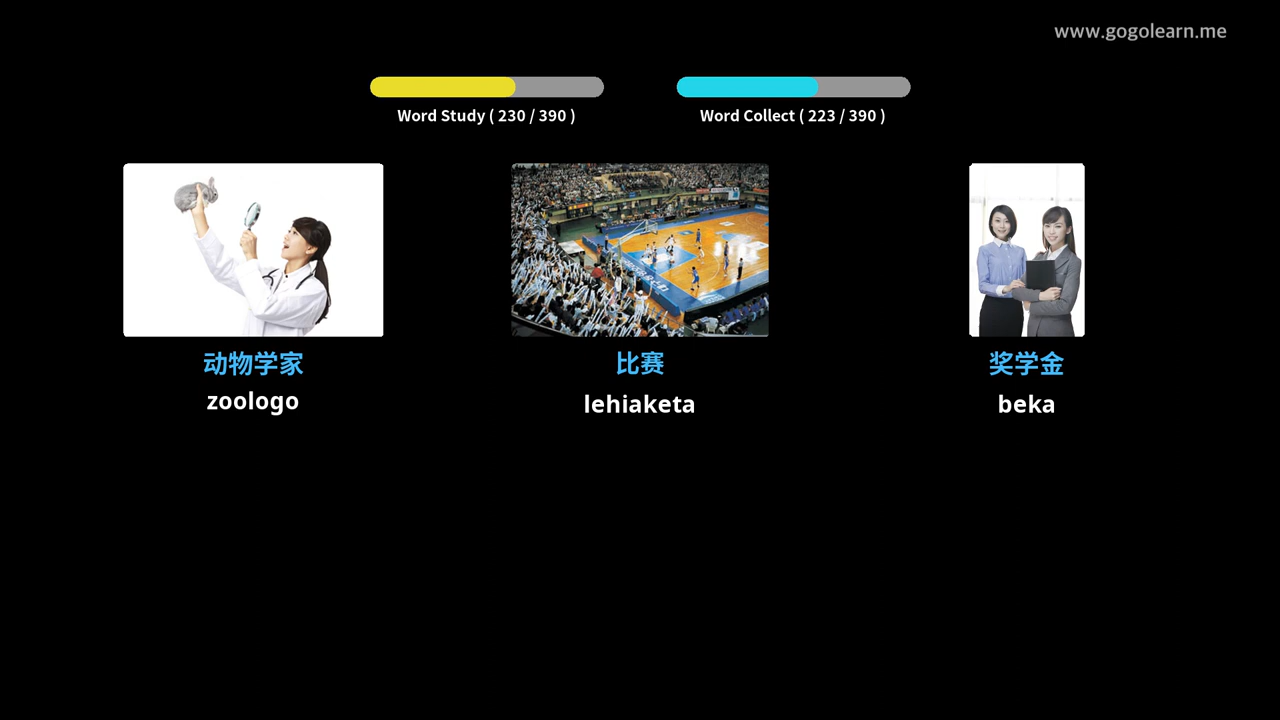 www.gogolearn.me
Word Study ( 230 / 390 )
Word Collect ( 223 / 390 )
动物学家
比赛
奖学金
zoologo
lehiaketa
beka